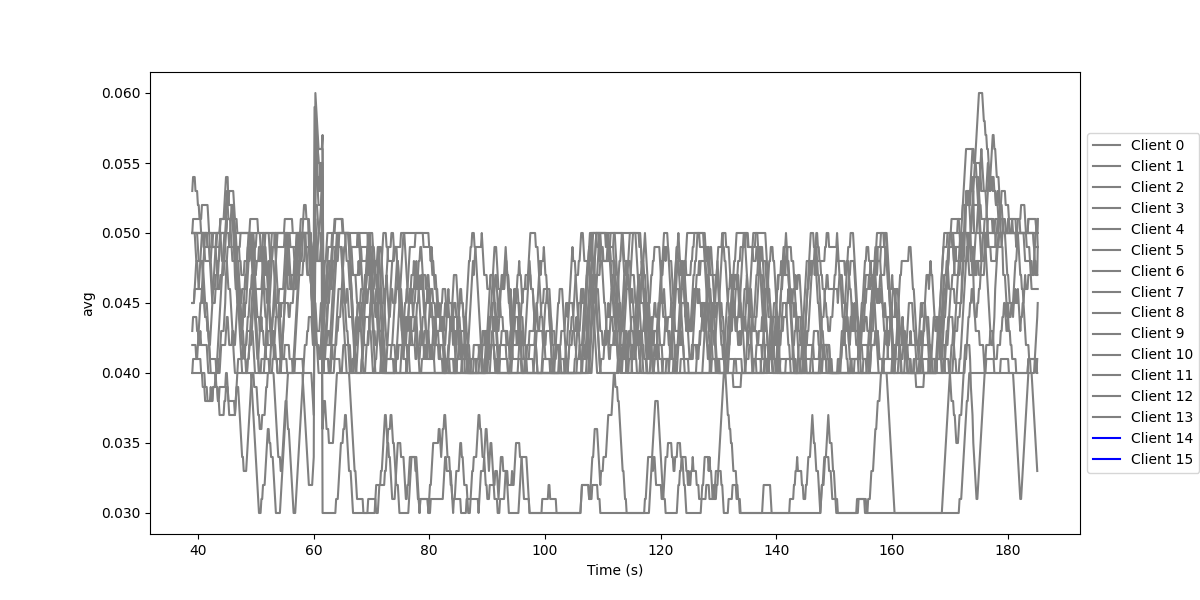 0.060
0.055
0.050
0.045
0.040
0.035
0.030
avg
40 60 80 100 120 140 160 180
Time (s)
Client 0
Client 1
Client 2
Client 3
Client 4
Client 5
Client 6
Client 7
Client 8
Client 9
Client 10
Client 11
Client 12
Client 13
Client 14
Client 15